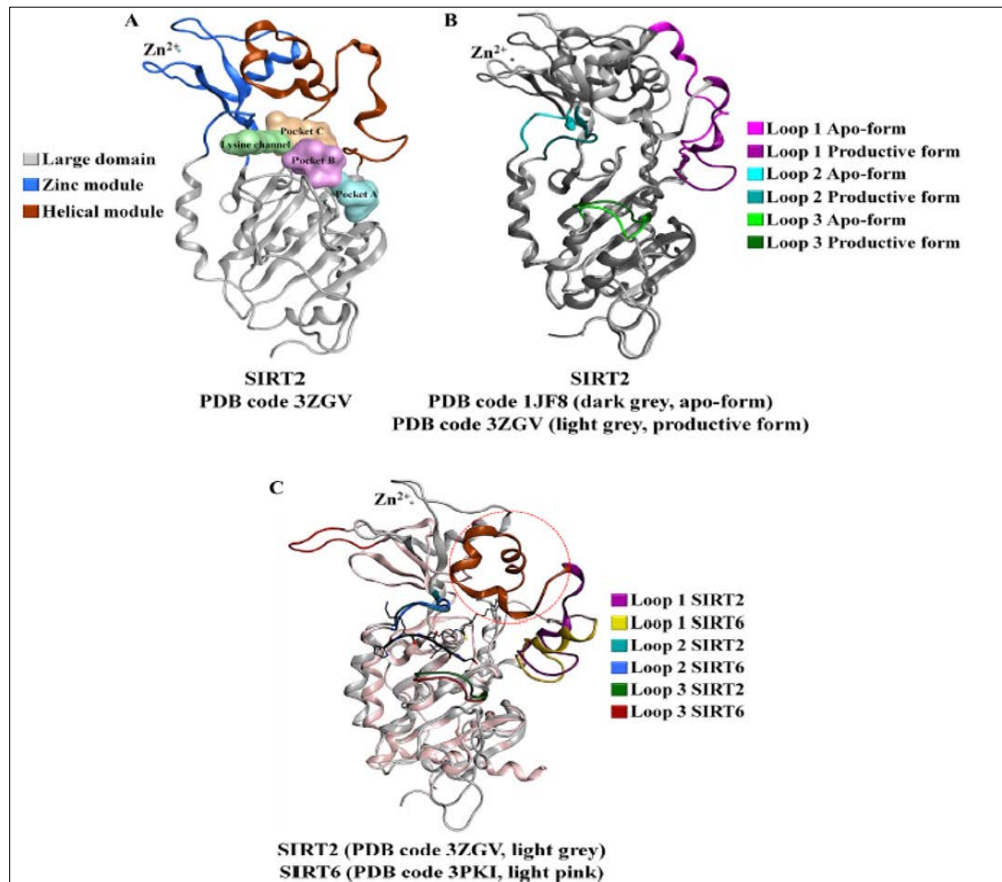 A
Zn2+
Pocket C
Lysine channel
Pocket B
Pocket A
Large domain
Zinc module
Helical module
SIRT2
PDB code 3ZGV
B
Zn2+
Loop 1 Apo-form
Loop 1 Productive form
Loop 2 Apo-form
Loop 2 Productive form
Loop 3 Apo-form
Loop 3 Productive form
SIRT2
PDB code 1JF8 (dark grey, apo-form)
PDB code 3ZGV (light grey, productive form)
C
Zn2+
Loop 1 SIRT2
Loop 1 SIRT6
Loop 2 SIRT2
Loop 2 SIRT6
Loop 3 SIRT2
Loop 3 SIRT6
SIRT2 (PDB code 3ZGV, light grey)
SIRT6 (PDB code 3PKI, light pink)